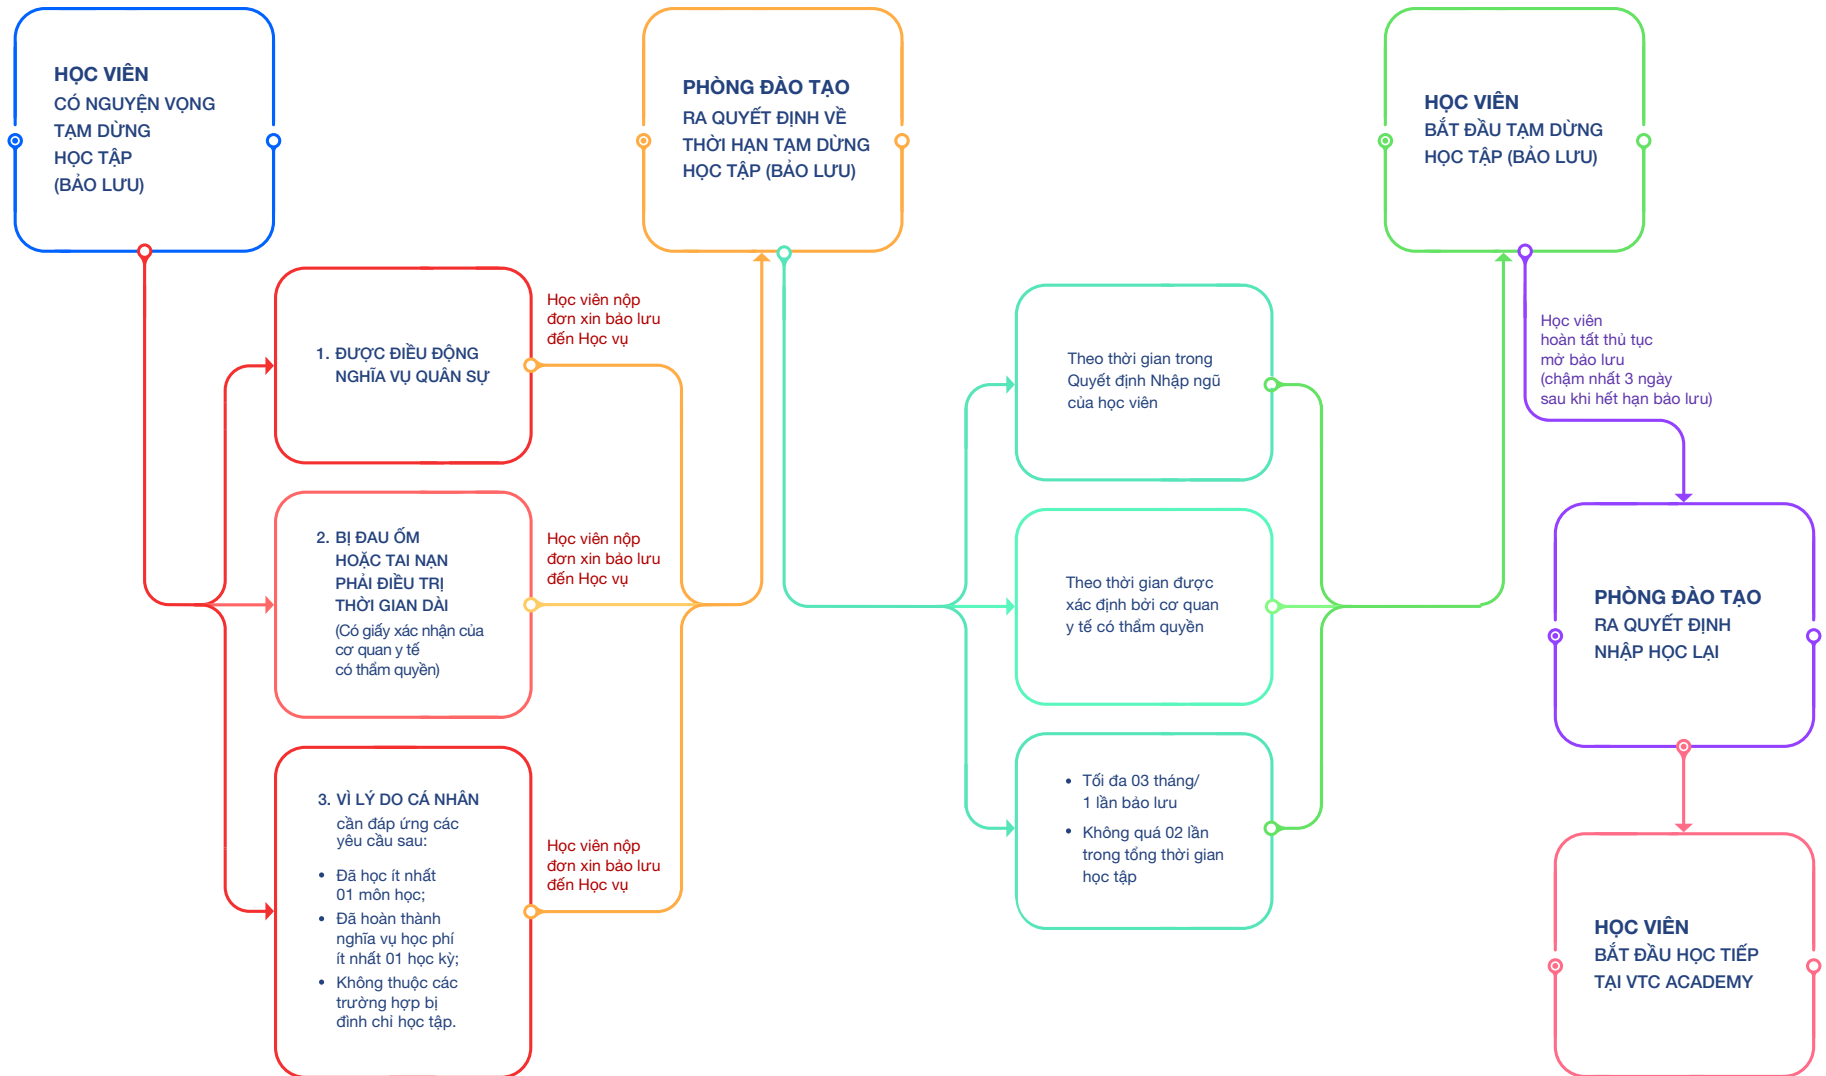 HỌC VIÊN
CÓ NGUYỆN VỌNG
TẠM DỪNG
HỌC TẬP
(BẢO LƯU)
1. ĐƯỢC ĐIỀU ĐỘNG
NGHĨA VỤ QUÂN SỰ
Học viên nộp
đơn xin bảo lưu
đến Học vụ
2. BỊ ĐAU ỐM
HOẶC TAI NẠN
PHẢI ĐIỀU TRỊ
THỜI GIAN DÀI
(Có giấy xác nhận của
cơ quan y tế
có thẩm quyền)
Học viên nộp
đơn xin bảo lưu
đến Học vụ
3. VÌ LÝ DO CÁ NHÂN
cần đáp ứng các
yêu cầu sau:
• Đã học ít nhất
01 môn học;
• Đã hoàn thành
nghĩa vụ học phí
ít nhất 01 học kỳ;
• Không thuộc các
trường hợp bị
đình chỉ học tập.
Học viên nộp
đơn xin bảo lưu
đến Học vụ
PHÒNG ĐÀO TẠO
RA QUYẾT ĐỊNH VỀ
THỜI HẠN TẠM DỪNG
HỌC TẬP (BẢO LƯU)
Theo thời gian trong
Quyết định Nhập ngũ
của học viên
Theo thời gian được
xác định bởi cơ quan
y tế có thẩm quyền
• Tối đa 03 tháng/
1 lần bảo lưu
• Không quá 02 lần
trong tổng thời gian
học tập
HỌC VIÊN
BẮT ĐẦU TẠM DỪNG
HỌC TẬP (BẢO LƯU)
Học viên
hoàn tất thủ tục
mở bảo lưu
(chậm nhất 3 ngày
sau khi hết hạn bảo lưu)
PHÒNG ĐÀO TẠO
RA QUYẾT ĐỊNH
NHẬP HỌC LẠI
HỌC VIÊN
BẮT ĐẦU HỌC TIẾP
TẠI VTC ACADEMY